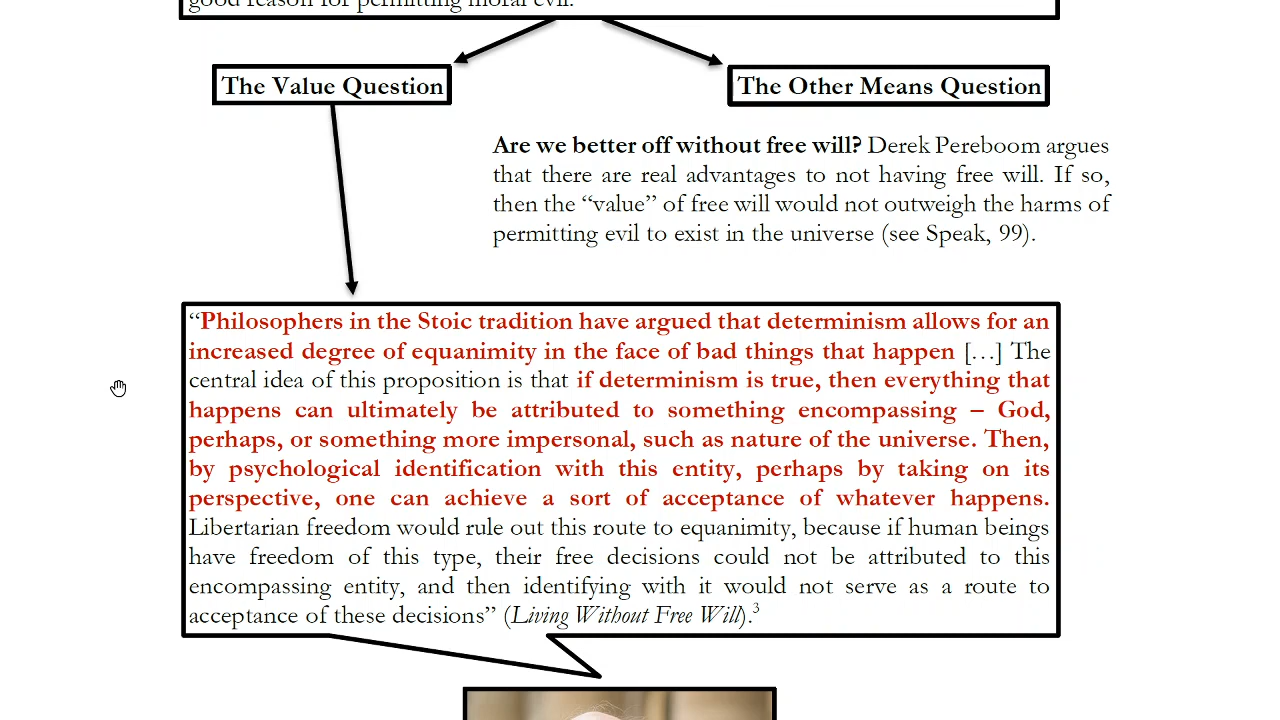 good reason for permitting moral evil.
The Value Question
The Other Means Question
Are we better off without free will? Derek Pereboom argues
that there are real advantages to not having free will. If so,
then the “value” of free will would not outweigh the harms of
permitting evil to exist in the universe (see Speak, 99).
“Philosophers in the Stoic tradition have argued that determinism allows for an
increased degree of equanimity in the face of bad things that happen […] The
central idea of this proposition is that if determinism is true, then everything that
happens can ultimately be attributed to something encompassing – God,
perhaps, or something more impersonal, such as nature of the universe. Then,
by psychological identification with this entity, perhaps by taking on its
perspective, one can achieve a sort of acceptance of whatever happens.
Libertarian freedom would rule out this route to equanimity, because if human beings
have freedom of this type, their free decisions could not be attributed to this
encompassing entity, and then identifying with it would not serve as a route to
acceptance of these decisions” (Living Without Free Will).3